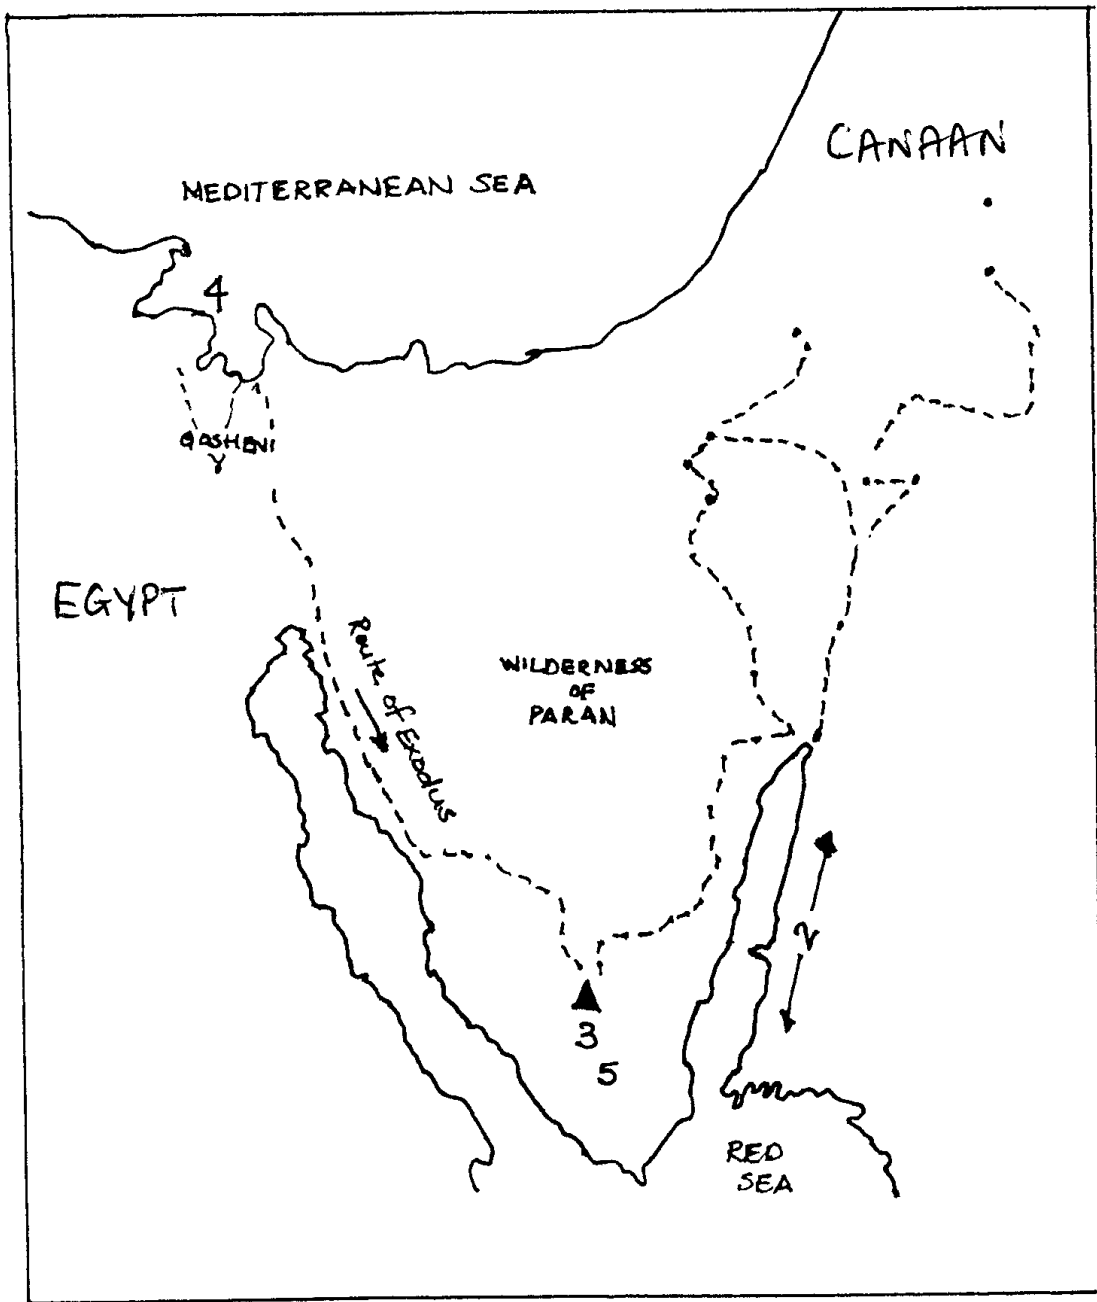 CANAAN
MEDITERRANEAN SEA
4
GOSHEN
EGYPT
Route of Exodus
WILDERNESS
OF
PARAN
2
3
5
RED
SEA